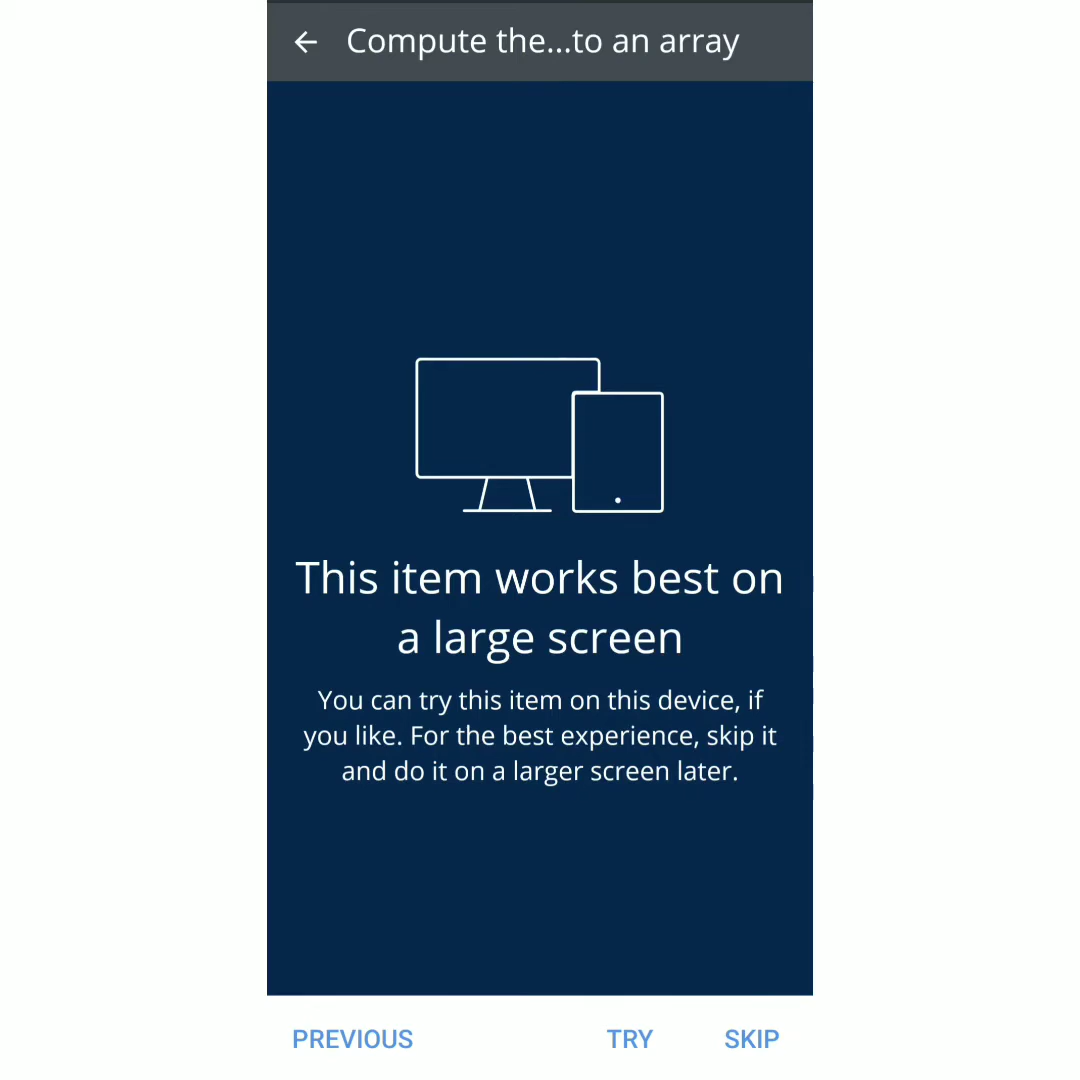 Compute the...to an array
This item works best on
a large screen
You can try this item on this device, if
you like. For the best experience, skip it
and do it on a larger screen later.
PREVIOUS TRY SKIP